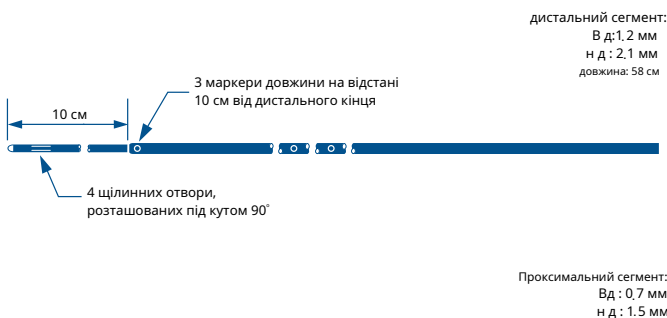 дистальний сегмент:
В д:1,2 мм
н д : 2,1 мм
довжина: 58 см
3 маркери довжини на відстані
10 см від дистального кінця
10 см
4 щілинних отвори,
розташованих під кутом 90°
Проксимальний сегмент:
Вд : 0,7 мм
н д : 1,5 мм